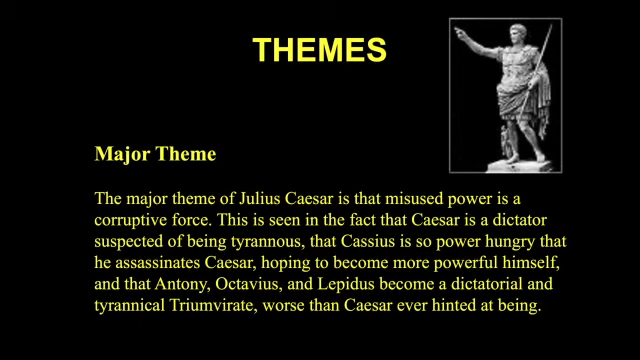 THEMES
Major Theme
The major theme of Julius Caesar is that misused power is a
corruptive force. This is seen in the fact that Caesar is a dictator
suspected of being tyrannous, that Cassius is so power hungry that
he assassinates Caesar, hoping to become more powerful himself,
and that Antony, Octavius, and Lepidus become a dictatorial and
tyrannical Triumvirate, worse than Caesar ever hinted at being.